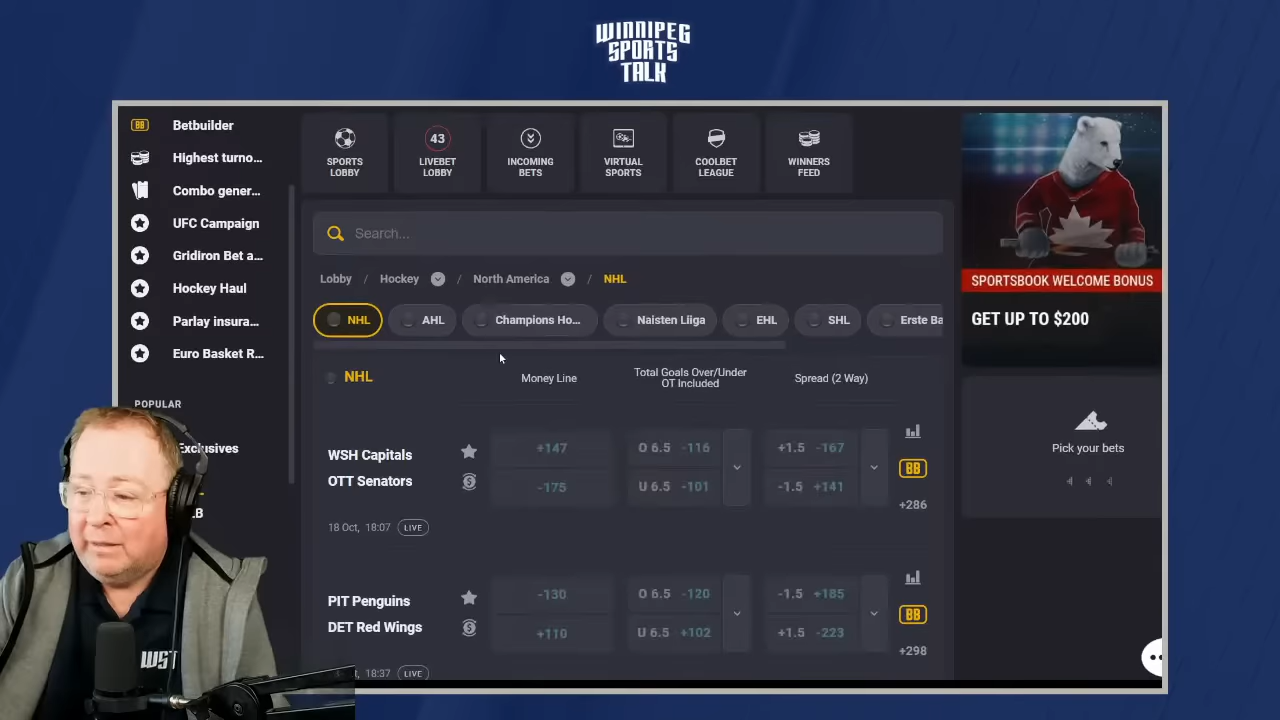 WINNIPEG
SPORTS
TALK
BB Betbuilder
Highest turno...
Combo gener...
UFC Campaign
Gridiron Bet a...
Hockey Haul
Parlay insura...
Euro Basket R...
POPULAR
Exclusives
SPORTS
LOBBY
43
LIVEBET
LOBBY
INCOMING
BETS
VIRTUAL
SPORTS
COOLBET
LEAGUE
WINNERS
FEED
Search...
Lobby / Hockey / North America / NHL
NHL AHL Champions Ho... Naisten Liiga EHL SHL Erste Ba
NHL Money Line Total Goals Over/Under
OT Included Spread (2 Way)
WSH Capitals +147 O 6.5 -116 +1.5 -167
OTT Senators -175 U 6.5 -101 -1.5 +141
BB
+286
18 Oct, 18:07 LIVE
PIT Penguins -130 O 6.5 -120 -1.5 +185
DET Red Wings +110 U 6.5 +102 +1.5 -223
BB
+298
18:37 LIVE
SPORTSBOOK WELCOME BONUS
GET UP TO $200
Pick your bets
WST